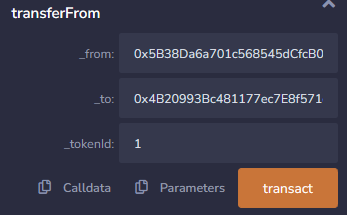 transferFrom
_from: 0x5B38Da6a701c568545dCfcB0
_to: 0x4B20993Bc481177ec7E8f571
_tokenId: 1
Calldata Parameters transact